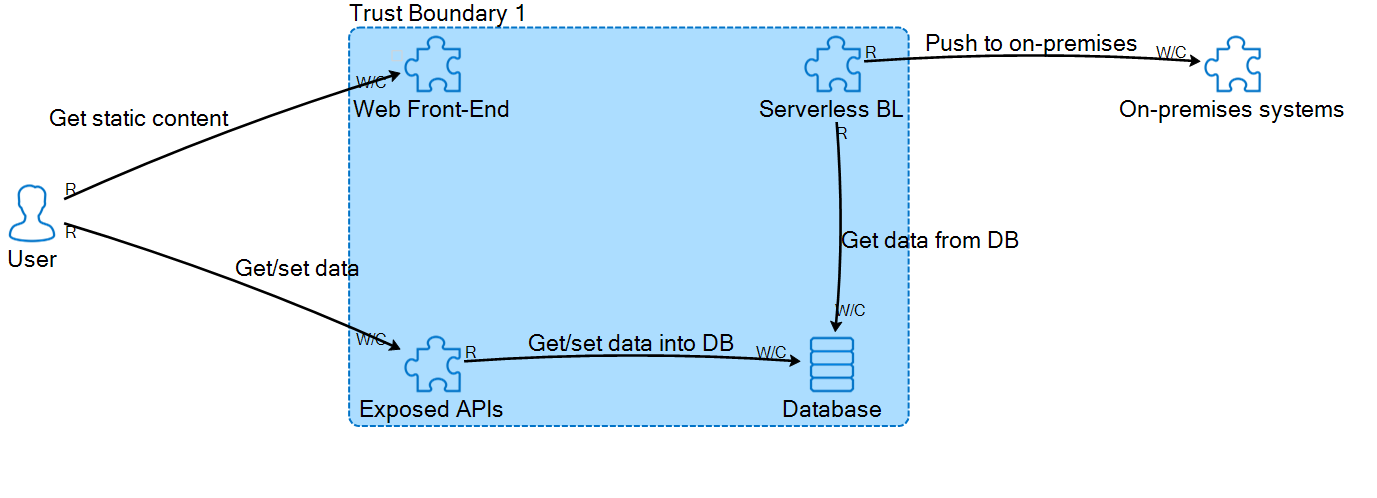 Trust Boundary 1
Push to on-premises
R
W/C
W/C
Web Front-End
Serverless BL
On-premises systems
Get static content
R
R
R
User
Get data from DB
Get/set data
W/C
W/C
R
Get/set data into DB
W/C
Exposed APIs
Database